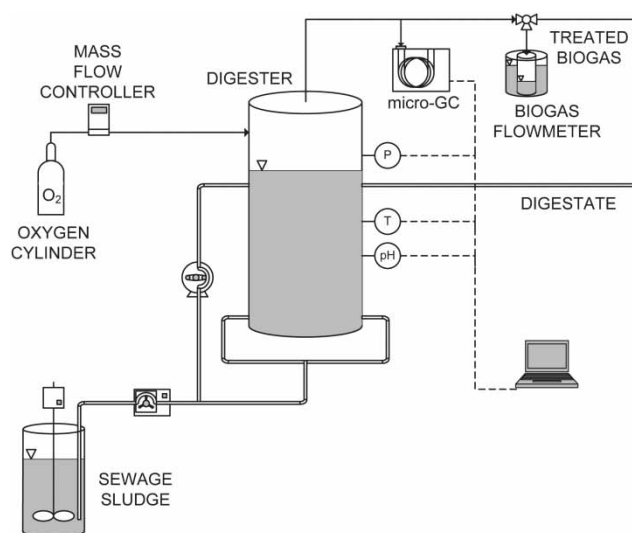 MASS
FLOW
CONTROLLER
DIGESTER
micro-GC
TREATED
BIOGAS
BIOGAS
FLOWMETER
O2
OXYGEN
CYLINDER
P
T
pH
DIGESTATE
SEWAGE
SLUDGE